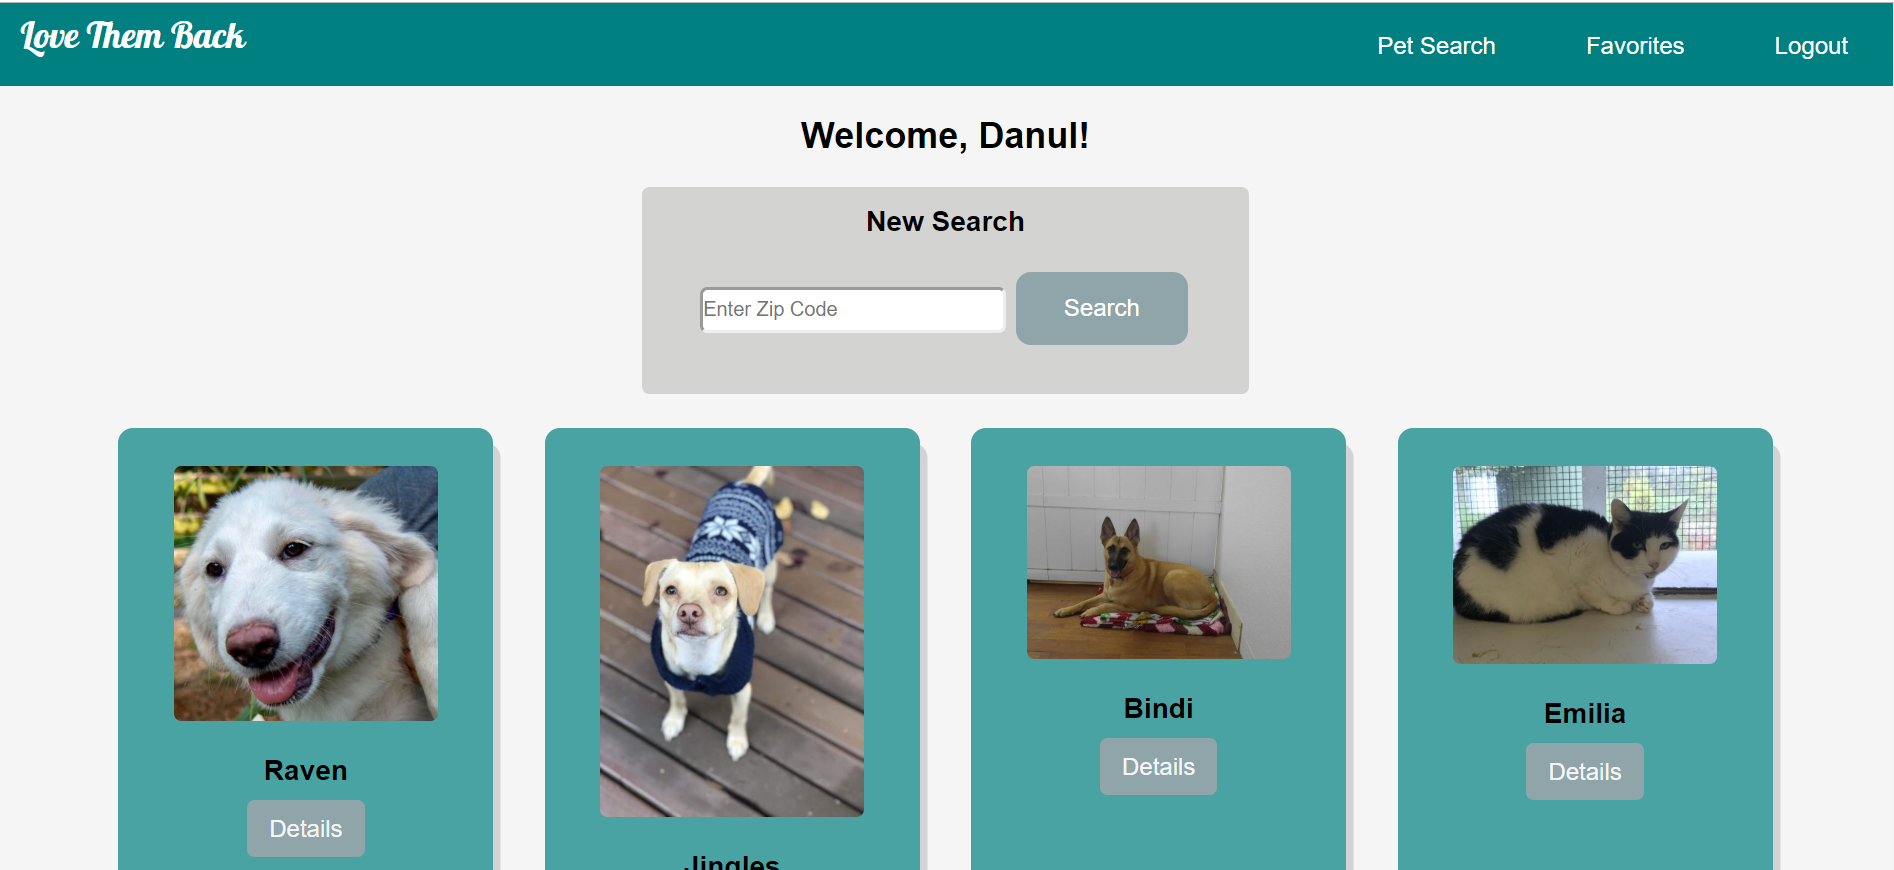 Love Them Back
Pet Search
Favorites
Logout
Welcome, Danul!
New Search
Enter Zip Code
Search
Raven
Details
Jingles
Bindi
Details
Emilia
Details